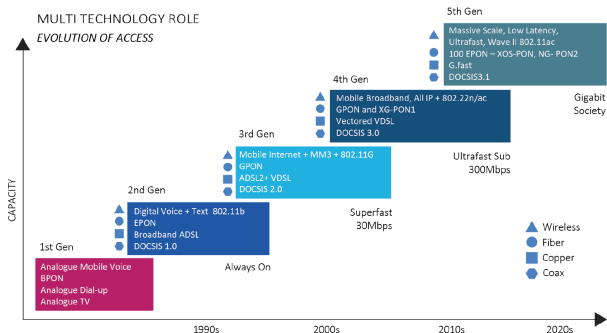 MULTI TECHNOLOGY ROLE
EVOLUTION OF ACCESS
5th Gen
Massive Scale, Low Latency,
Ultrafast, Wave II 802.11ac
100 EPON – XOS-PON, NG- PON2
G.fast
DOCSIS3.1
Gigabit
Society
4th Gen
Mobile Broadband, All IP + 802.22n/ac
GPON and XG-PON1
Vectored VDSL
DOCSIS 3.0
Ultrafast Sub
300Mbps
3rd Gen
Mobile Internet + MM3 + 802.11G
GPON
ADSL2+ VDSL
DOCSIS 2.0
Superfast
30Mbps
2nd Gen
Digital Voice + Text 802.11b
EPON
Broadband ADSL
DOCSIS 1.0
Always On
1st Gen
Analogue Mobile Voice
BPON
Analogue Dial-up
Analogue TV
Wireless
Fiber
Copper
Coax
CAPACITY
1990s
2000s
2010s
2020s